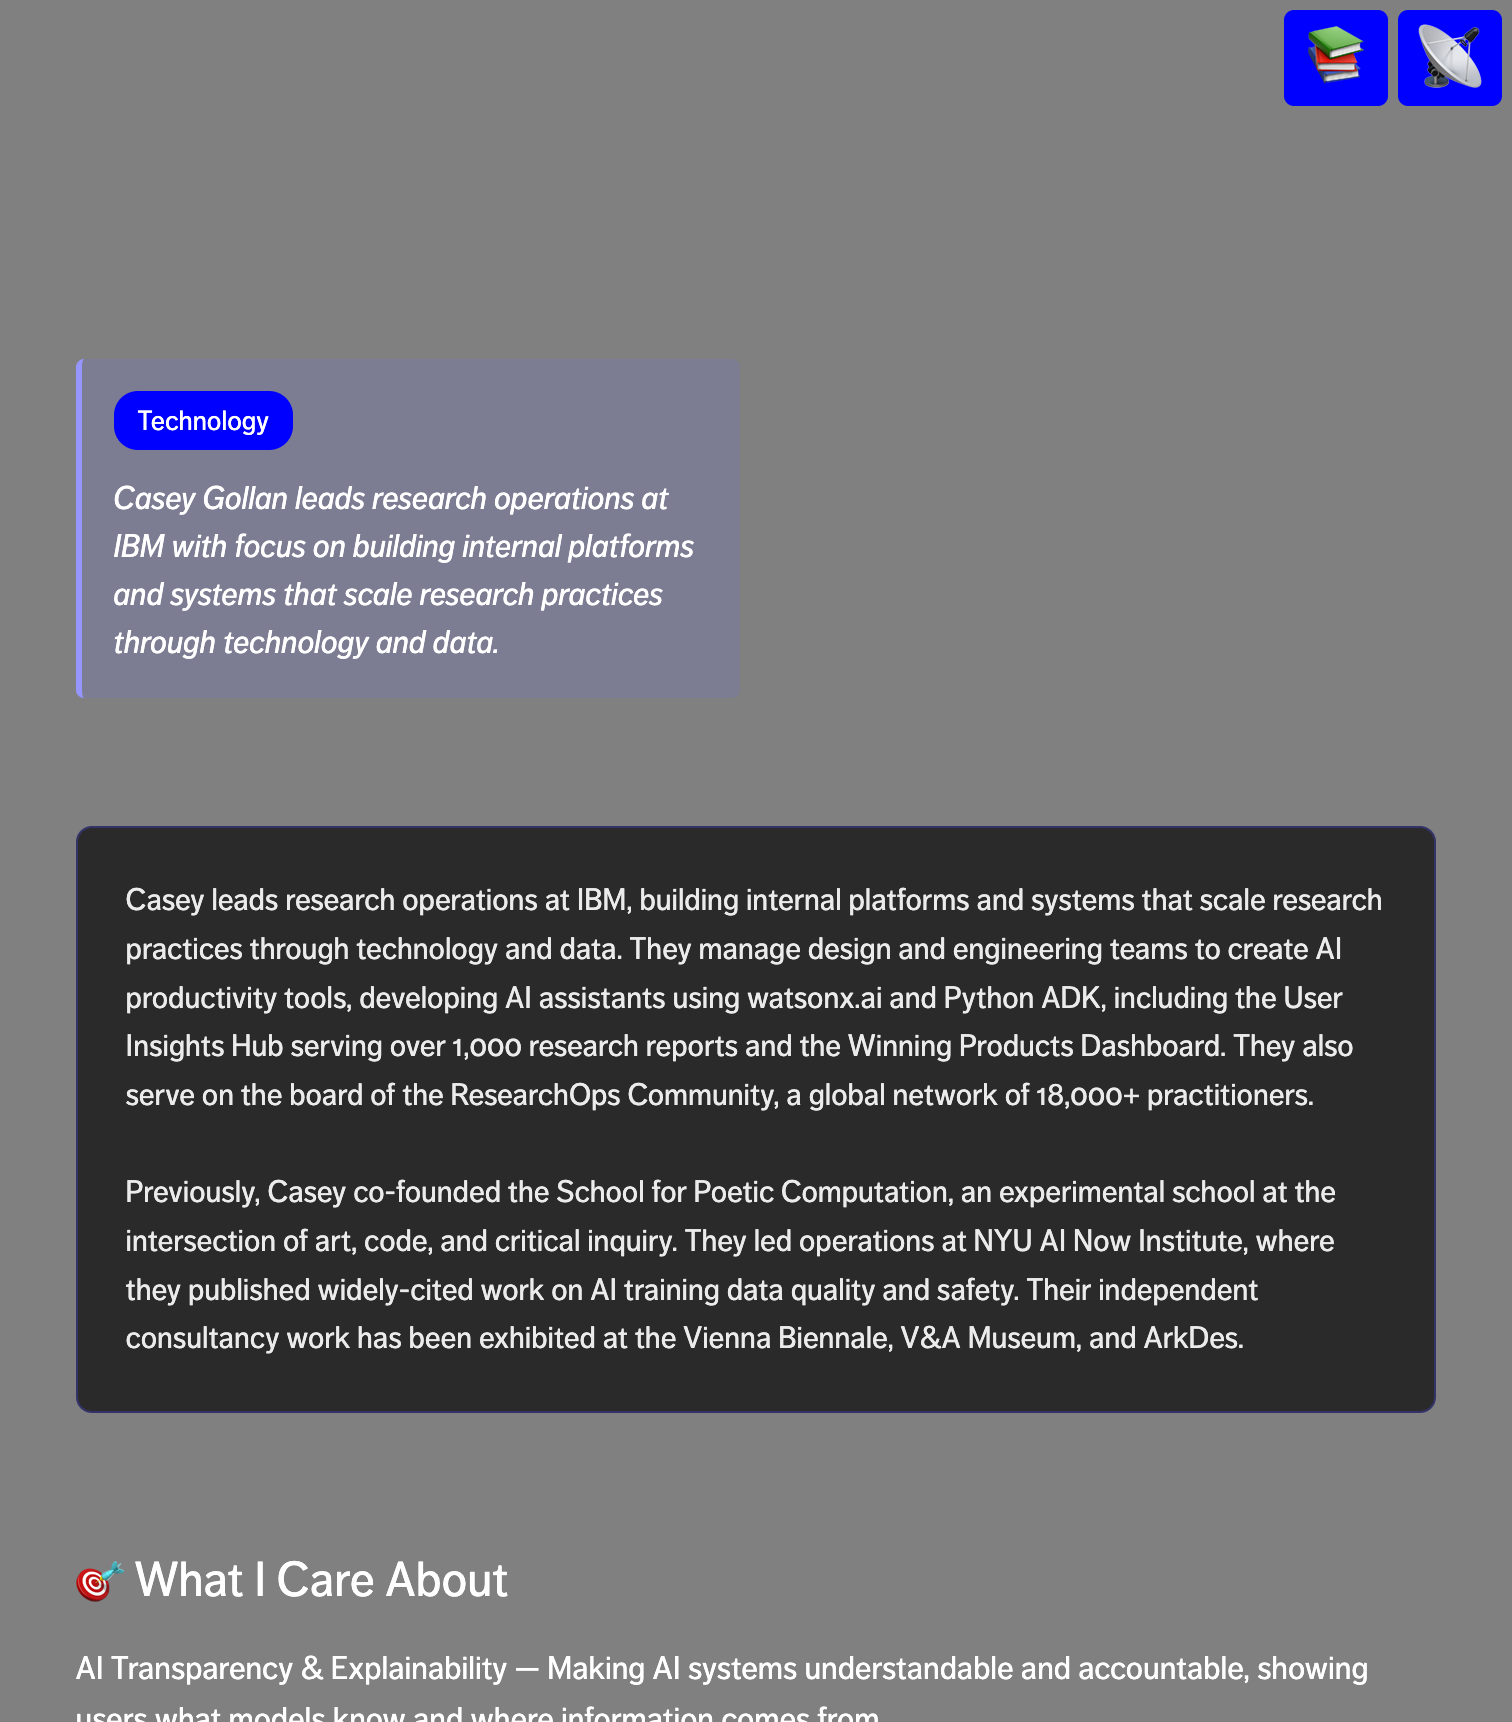 Technology
Casey Gollan leads research operations at
IBM with focus on building internal platforms
and systems that scale research practices
through technology and data.
Casey leads research operations at IBM, building internal platforms and systems that scale research
practices through technology and data. They manage design and engineering teams to create AI
productivity tools, developing AI assistants using watsonx.ai and Python ADK, including the User
Insights Hub serving over 1,000 research reports and the Winning Products Dashboard. They also
serve on the board of the ResearchOps Community, a global network of 18,000+ practitioners.
Previously, Casey co-founded the School for Poetic Computation, an experimental school at the
intersection of art, code, and critical inquiry. They led operations at NYU AI Now Institute, where
they published widely-cited work on AI training data quality and safety. Their independent
consultancy work has been exhibited at the Vienna Biennale, V&A Museum, and ArkDes.
🎯 What I Care About
AI Transparency & Explainability — Making AI systems understandable and accountable, showing
users what models know and where information comes from